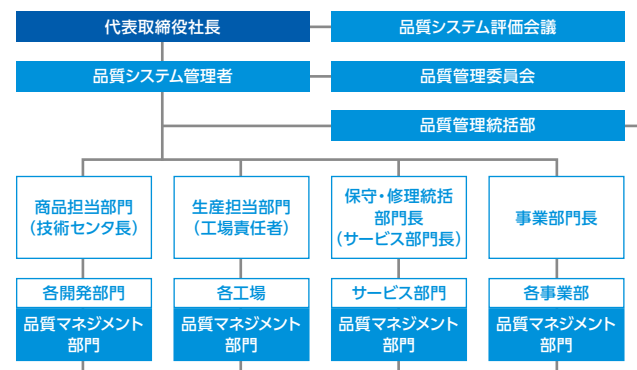 代表取締役社長
品質システム評価会議
品質システム管理者
品質管理委員会
品質管理統括部
商品担当部門
（技術センタ長）
生産担当部門
（工場責任者）
保守・修理統括
部門長
（サービス部門長）
事業部門長
各開発部門
品質マネジメント
部門
各工場
品質マネジメント
部門
サービス部門
品質マネジメント
部門
各事業部
品質マネジメント
部門